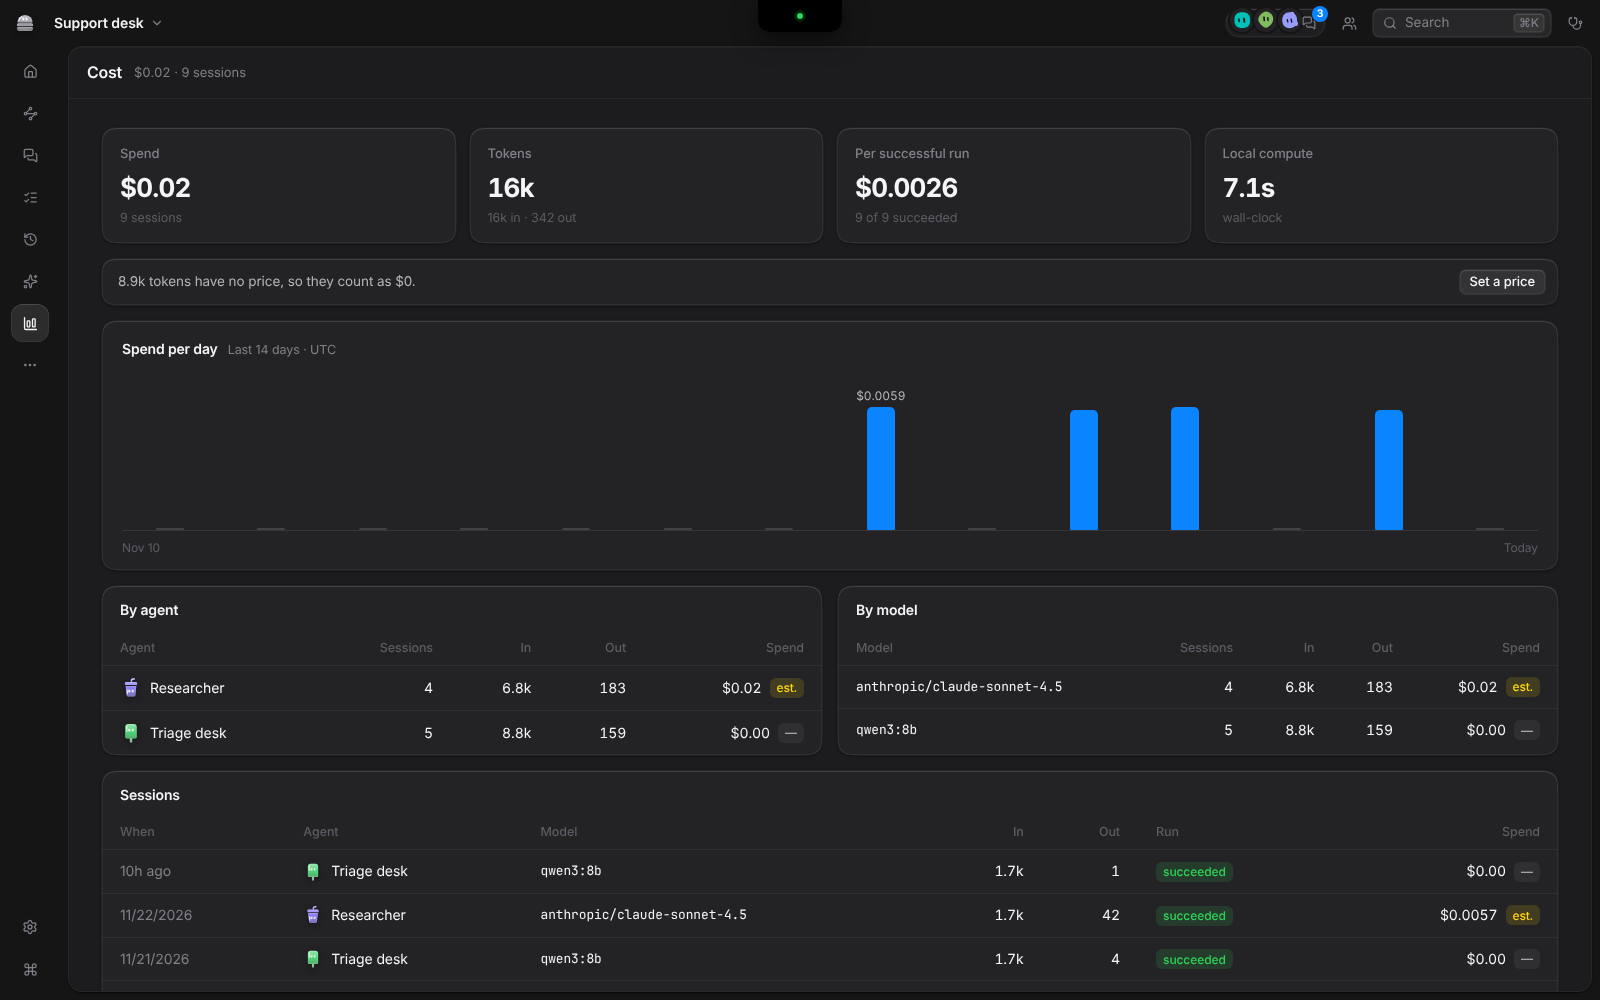 Support desk
3
Search
⌘K
Cost
$0.02 · 9 sessions
Spend
$0.02
9 sessions
Tokens
16k
16k in · 342 out
Per successful run
$0.0026
9 of 9 succeeded
Local compute
7.1s
wall-clock
8.9k tokens have no price, so they count as $0.
Set a price
Spend per day Last 14 days · UTC
$0.0059
Nov 10
Today
By agent
Agent Sessions In Out Spend
Researcher 4 6.8k 183 $0.02 est.
Triage desk 5 8.8k 159 $0.00 —
By model
Model Sessions In Out Spend
anthropic/claude-sonnet-4.5 4 6.8k 183 $0.02 est.
qwen3:8b 5 8.8k 159 $0.00 —
Sessions
When Agent Model In Out Run Spend
10h ago Triage desk qwen3:8b 1.7k 1 succeeded $0.00 —
11/22/2026 Researcher anthropic/claude-sonnet-4.5 1.7k 42 succeeded $0.0057 est.
11/21/2026 Triage desk qwen3:8b 1.7k 4 succeeded $0.00 —